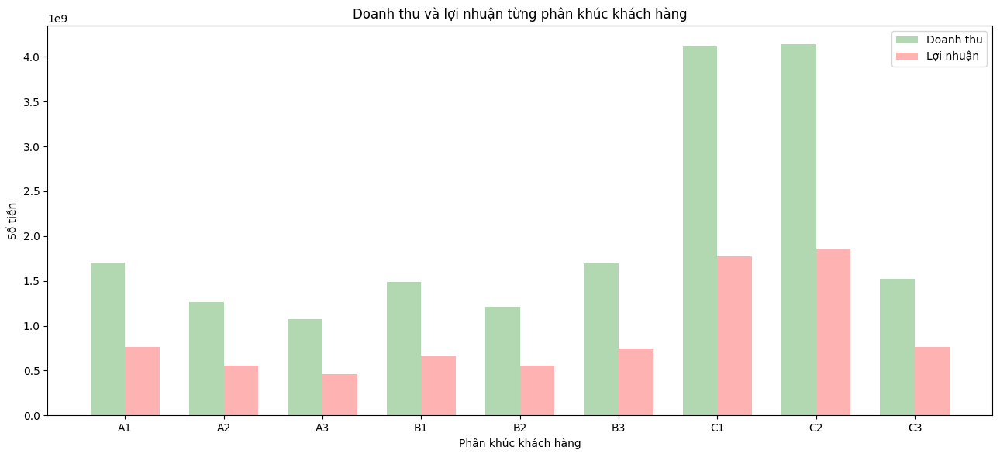 Doanh thu và lợi nhuận từng phân khúc khách hàng
1e9
Doanh thu
Lợi nhuận
4.0
3.5
3.0
2.5
2.0
1.5
1.0
0.5
0.0
Số tiền
A1 A2 A3 B1 B2 B3 C1 C2 C3
Phân khúc khách hàng